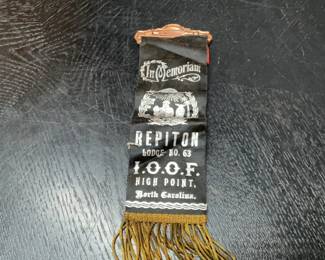 In Memoriam
REPITON
LODGE NO. 63
I.O.O.F.
HIGH POINT,
North Carolina.